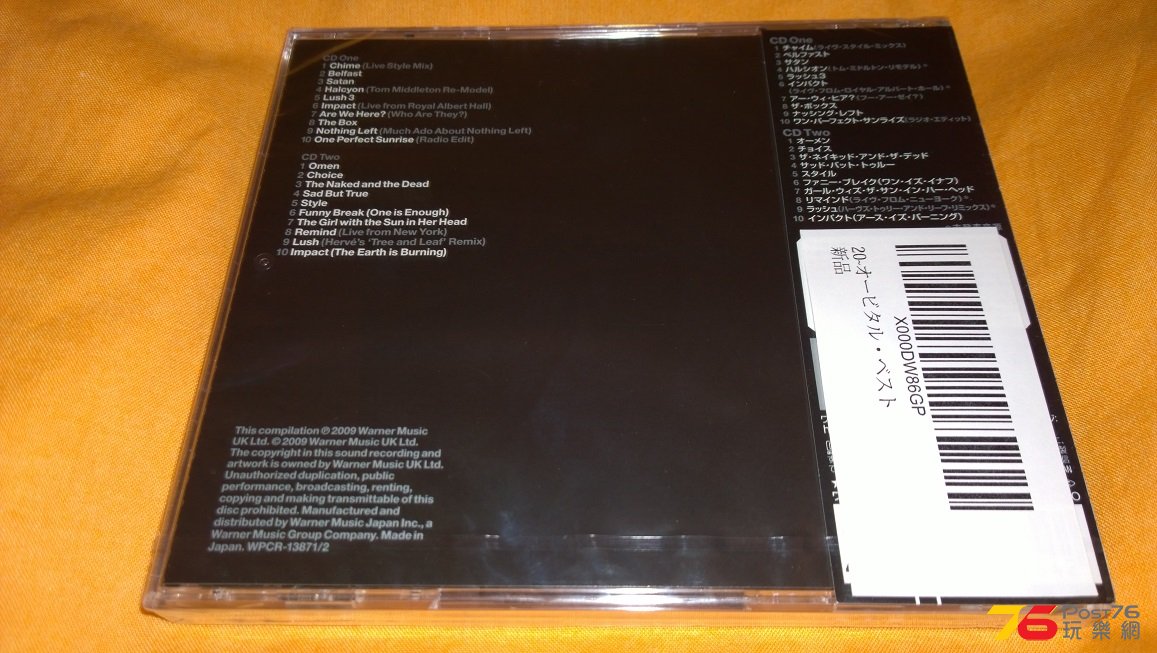 CD One
1 Chime (Live Style Mix)
2 Belfast
3 Satan
4 Halcyon (Tom Middleton Re-Model)
5 Lush 3
6 Impact (Live from Royal Albert Hall)
7 Are We Here? (Who Are They?)
8 The Box
9 Nothing Left (Much Ado About Nothing Left)
10 One Perfect Sunrise (Radio Edit)
CD Two
1 Omen
2 Choice
3 The Naked and the Dead
4 Sad But True
5 Style
6 Funny Break (One is Enough)
7 The Girl with the Sun in Her Head
8 Remind (Live from New York)
9 Lush (Hervé's 'Tree and Leaf' Remix)
10 Impact (The Earth is Burning)
This compilation ℗ 2009 Warner Music
UK Ltd. © 2009 Warner Music UK Ltd.
The copyright in this sound recording and
artwork is owned by Warner Music UK Ltd.
Unauthorized duplication, public
performance, broadcasting, renting,
copying and making transmittable of this
disc prohibited. Manufactured and
distributed by Warner Music Japan Inc., a
Warner Music Group Company. Made in
Japan. WPCR-13871/2
CD One
1 チャイム(ライヴ・スタイル・ミックス)
2 ベルファスト
3 サタン
4 ハルシオン(トム・ミドルトン・リモデル)*
5 ラッシュ3
6 インパクト
(ライヴ・フロム・ロイヤル・アルバート・ホール)*
7 アー・ウィ・ヒア?(フー・アー・ゼイ?)
8 ザ・ボックス
9 ナッシング・レフト
10 ワン・パーフェクト・サンライズ(ラジオ・エディット)
CD Two
1 オーメン
2 チョイス
3 ザ・ネイキッド・アンド・ザ・デッド
4 サッド・バット・トゥルー
5 スタイル
6 ファニー・ブレイク(ワン・イズ・イナフ)
7 ガール・ウィズ・ザ・サン・イン・ハー・ヘッド
8 リマインド(ライヴ・フロム・ニューヨーク)*
9 ラッシュ(ハーヴズ・トゥリー・アンド・リーフ・リミックス)*
10 インパクト(アース・イズ・バーニング)
X000DW86GP
20~オービタル・ベスト
新品
76 POST76
玩樂網